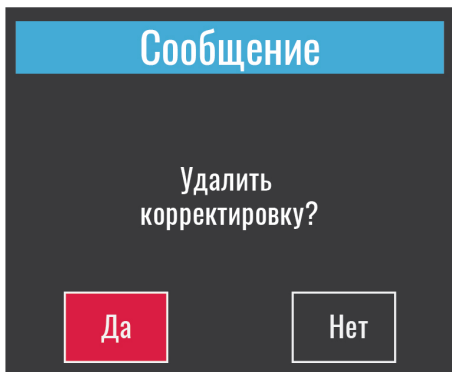 Сообщение
Удалить
корректировку?
Да
Нет